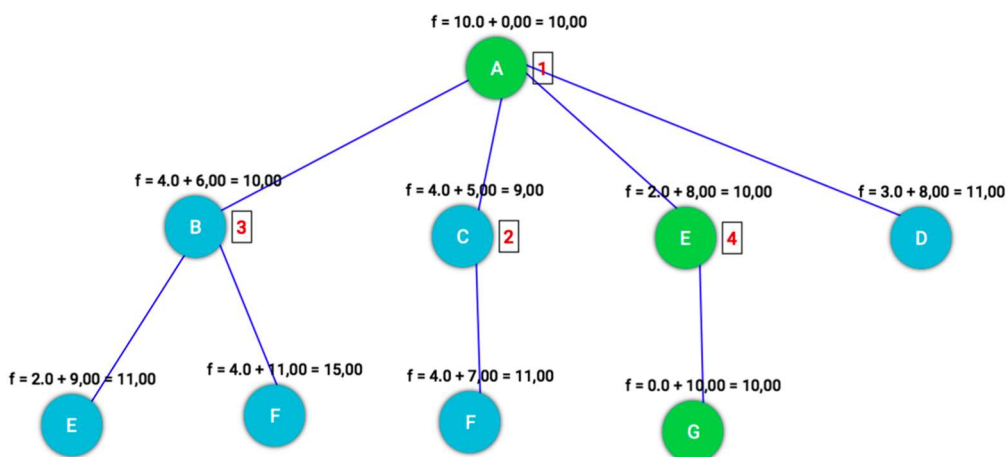 f = 10.0 + 0,00 = 10,00
A 1
f = 4.0 + 6,00 = 10,00
f = 4.0 + 5,00 = 9,00
f = 2.0 + 8,00 = 10,00
f = 3.0 + 8,00 = 11,00
B 3
C 2
E 4
D
f = 2.0 + 9,00 = 11,00
f = 4.0 + 11,00 = 15,00
f = 4.0 + 7,00 = 11,00
f = 0.0 + 10,00 = 10,00
E
F
F
G